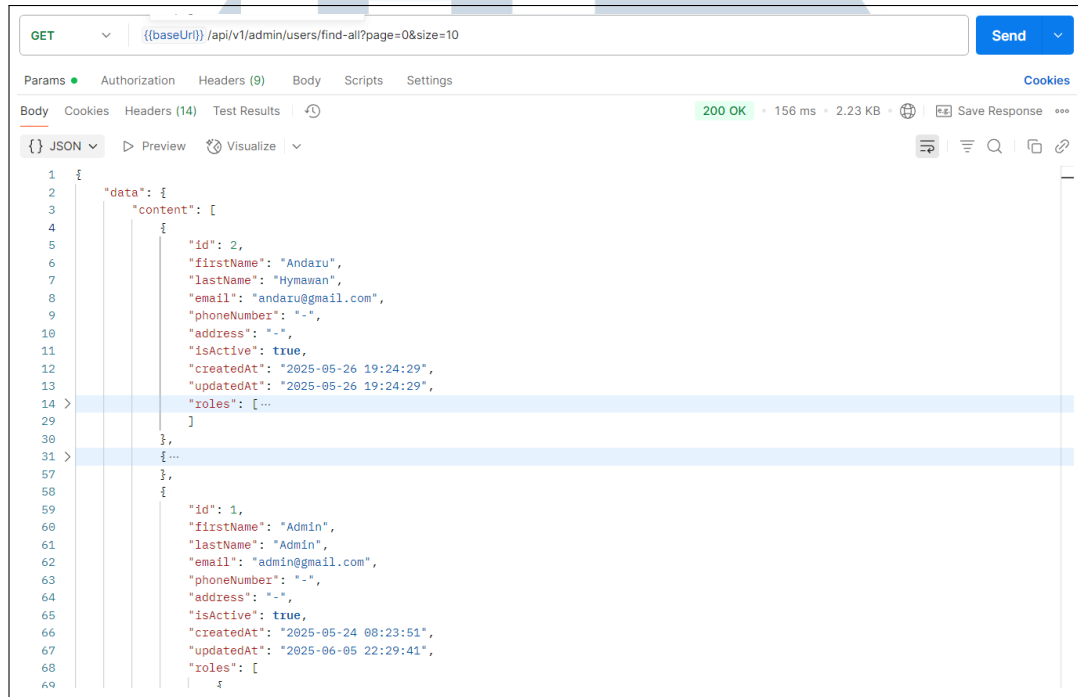 GET {{baseUrl}} /api/v1/admin/users/find-all?page=0&size=10 Send
Params Authorization Headers (9) Body Scripts Settings Cookies
Body Cookies Headers (14) Test Results 200 OK 156 ms 2.23 KB e.g. Save Response
{} JSON Preview Visualize
1 {
2 "data": {
3 "content": [
4 {
5 "id": 2,
6 "firstName": "Andaru",
7 "lastName": "Hymawan",
8 "email": "andaru@gmail.com",
9 "phoneNumber": "-",
10 "address": "-",
11 "isActive": true,
12 "createdAt": "2025-05-26 19:24:29",
13 "updatedAt": "2025-05-26 19:24:29",
14 "roles": [ ...
29 ]
30 },
31 { ...
57 },
58 {
59 "id": 1,
60 "firstName": "Admin",
61 "lastName": "Admin",
62 "email": "admin@gmail.com",
63 "phoneNumber": "-",
64 "address": "-",
65 "isActive": true,
66 "createdAt": "2025-05-24 08:23:51",
67 "updatedAt": "2025-06-05 22:29:41",
68 "roles": [
69 {